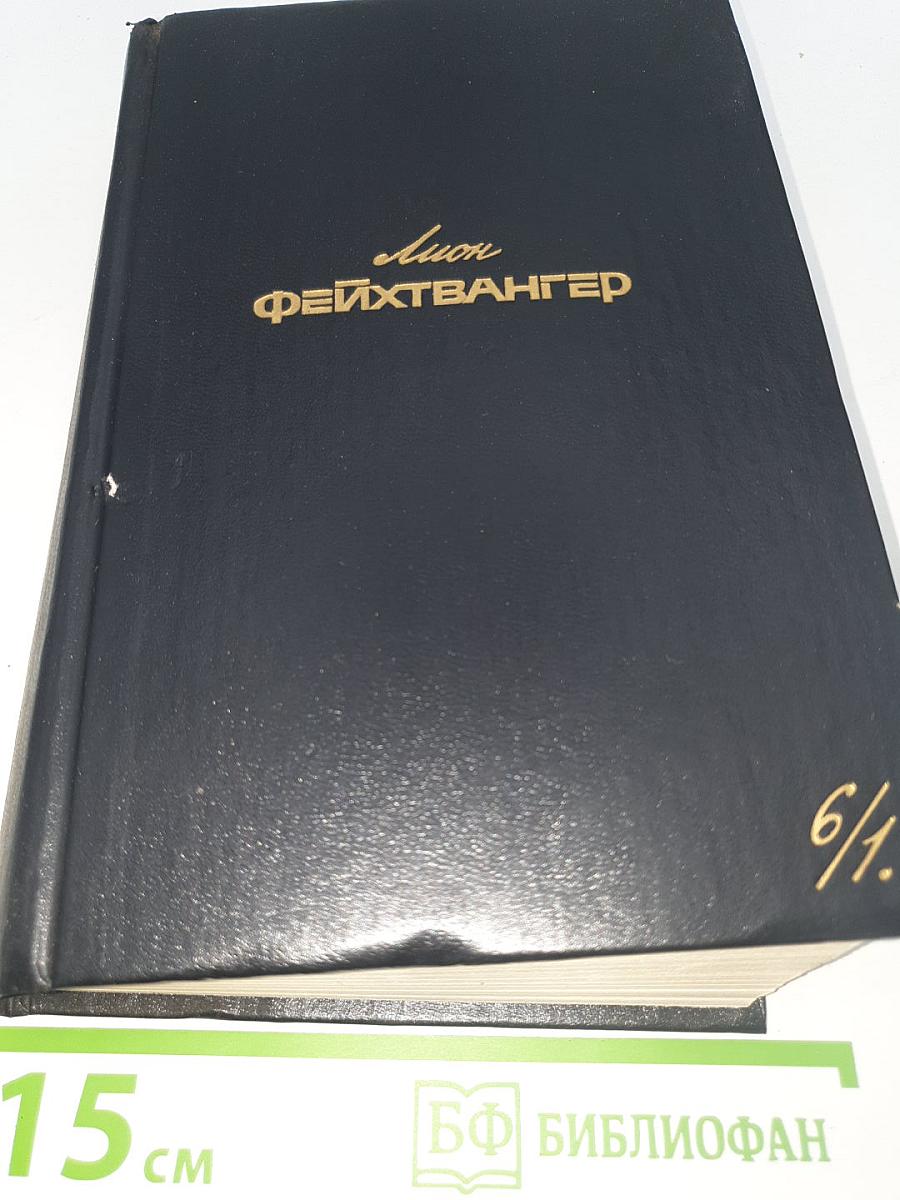 Лион
ФЕЙХТВАНГЕР
6/1.
15 см
БФ БИБЛИОФАН